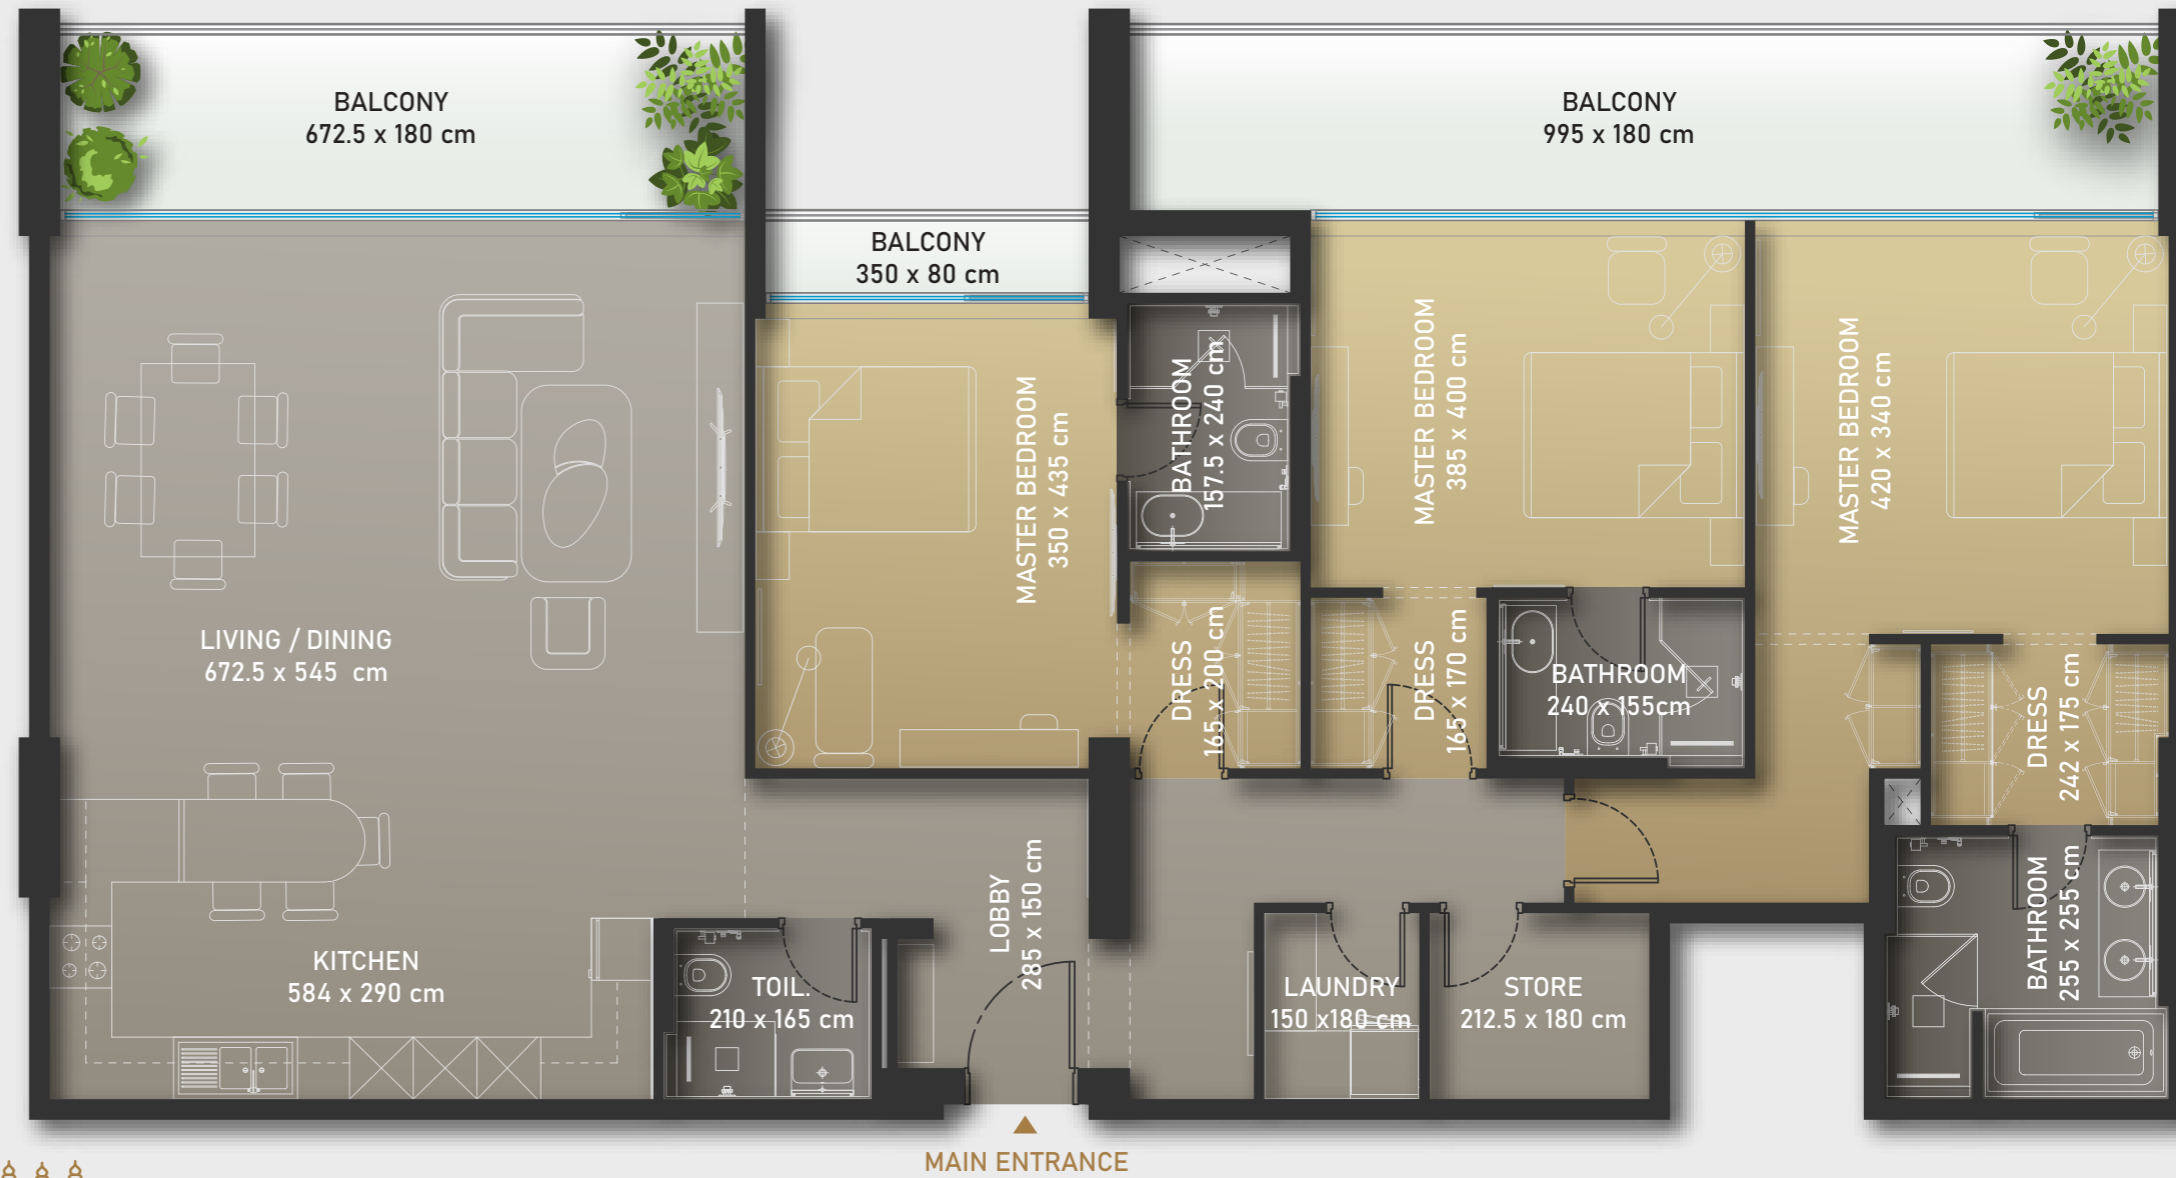 BALCONY
672.5 x 180 cm
BALCONY
995 x 180 cm
BALCONY
350 x 80 cm
LIVING / DINING
672.5 x 545 cm
MASTER BEDROOM
350 x 435 cm
BATHROOM
157.5 x 240 cm
MASTER BEDROOM
385 x 400 cm
MASTER BEDROOM
420 x 340 cm
DRESS
165 x 200 cm
DRESS
165 x 170 cm
BATHROOM
240 x 155cm
DRESS
242 x 175 cm
KITCHEN
584 x 290 cm
TOIL.
210 x 165 cm
LOBBY
285 x 150 cm
LAUNDRY
150 x180 cm
STORE
212.5 x 180 cm
BATHROOM
255 x 255 cm
MAIN ENTRANCE